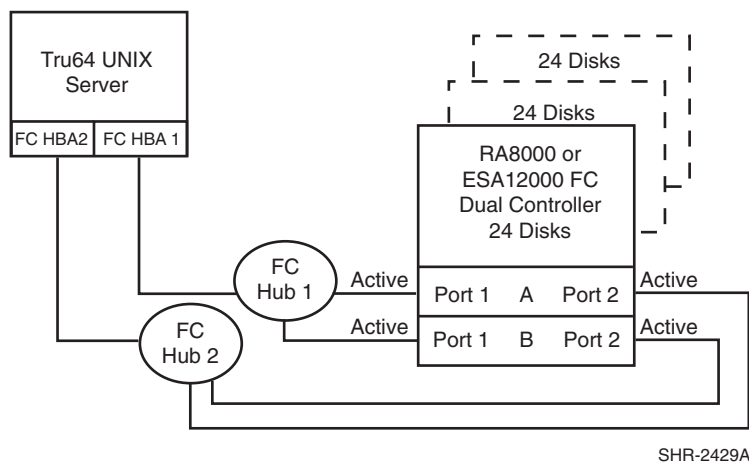 Tru64 UNIX
Server
FC HBA2 FC HBA 1
24 Disks
24 Disks
RA8000 or
ESA12000 FC
Dual Controller
24 Disks
FC
Hub 1
Active
Port 1 A Port 2
Active
FC
Hub 2
Active
Port 1 B Port 2
Active
SHR-2429A